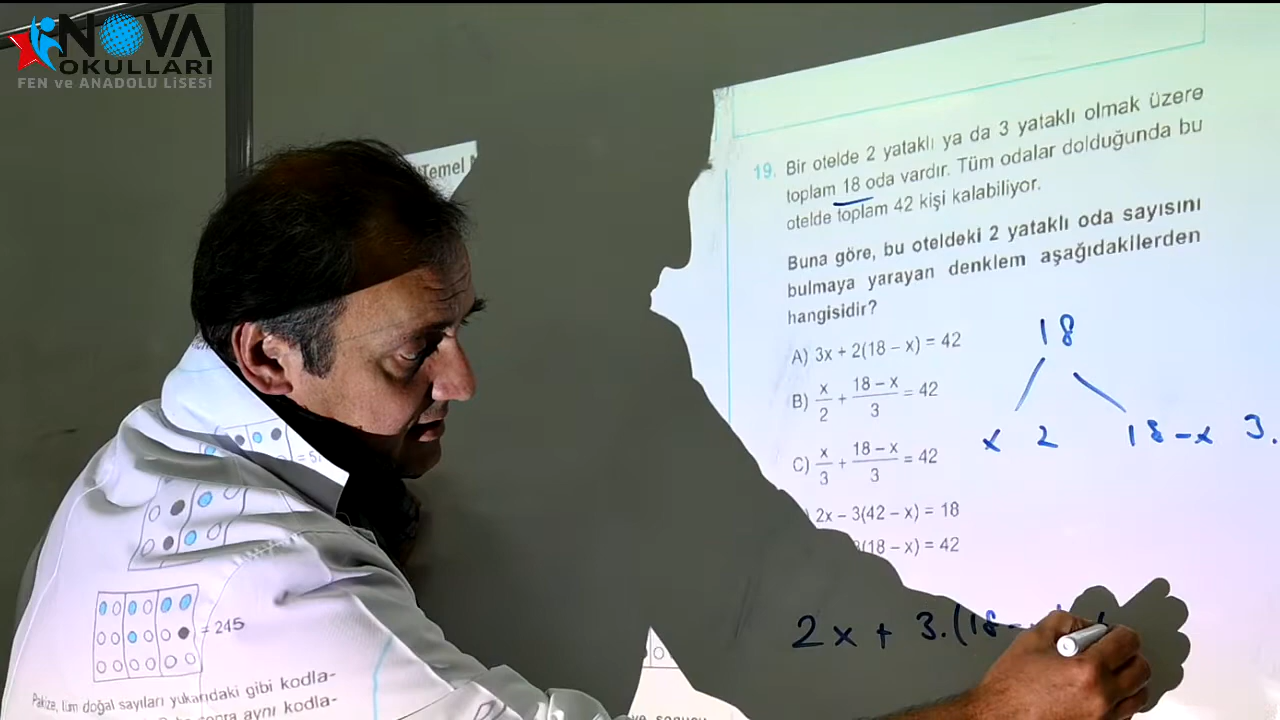 NOVA
OKULLARI
FEN ve ANADOLU LİSESİ
Temel
19. Bir otelde 2 yataklı ya da 3 yataklı olmak üzere
toplam 18 oda vardır. Tüm odalar dolduğunda bu
otelde toplam 42 kişi kalabiliyor.
Buna göre, bu oteldeki 2 yataklı oda sayısını
bulmaya yarayan denklem aşağıdakilerden
hangisidir?
A) 3x + 2(18 – x) = 42
B) x/2 + 18 – x/3 = 42
C) x/3 + 18 – x/3 = 42
2x – 3(42 – x) = 18
(18 – x) = 42
18
x 2 18-x 3.
2x + 3.(18-
= 245
Pakize, tüm doğal sayıları yukarıdaki gibi kodla-
aynı kodla-